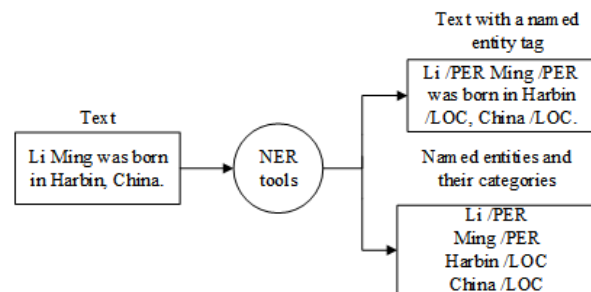 Text
Li Ming was born
in Harbin, China.
NER
tools
Text with a named
entity tag
Li /PER Ming /PER
was born in Harbin
/LOC, China /LOC.
Named entities and
their categories
Li /PER
Ming /PER
Harbin /LOC
China /LOC